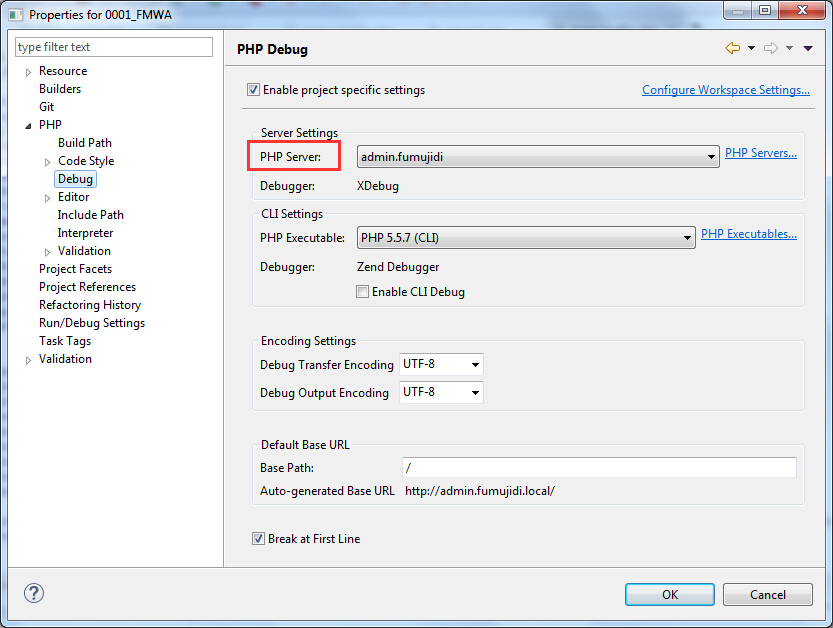 Properties for 0001_FMWA
type filter text
Resource
Builders
Git
PHP
Build Path
Code Style
Debug
Editor
Include Path
Interpreter
Validation
Project Facets
Project References
Refactoring History
Run/Debug Settings
Task Tags
Validation
PHP Debug
Enable project specific settings
Configure Workspace Settings...
Server Settings
PHP Server: admin.fumujidi PHP Servers...
Debugger: XDebug
CLI Settings
PHP Executable: PHP 5.5.7 (CLI) PHP Executables...
Debugger: Zend Debugger
Enable CLI Debug
Encoding Settings
Debug Transfer Encoding UTF-8
Debug Output Encoding UTF-8
Default Base URL
Base Path: /
Auto-generated Base URL http://admin.fumujidi.local/
Break at First Line
?
OK Cancel